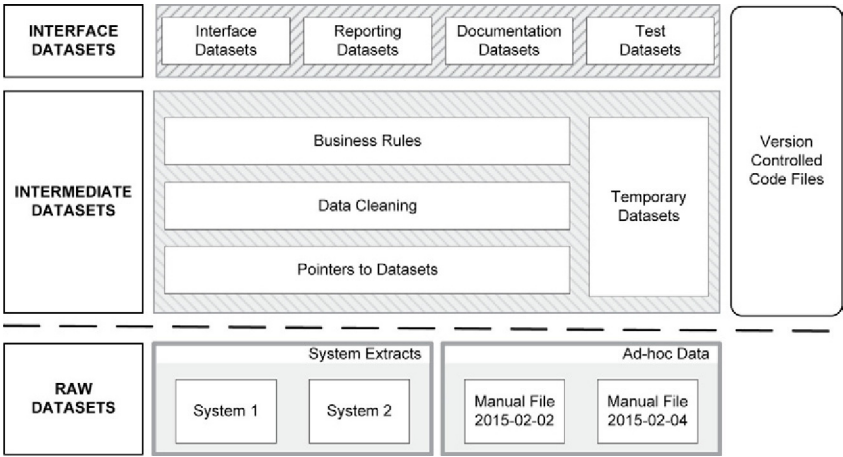 INTERFACE
DATASETS
Interface
Datasets
Reporting
Datasets
Documentation
Datasets
Test
Datasets
Version
Controlled
Code Files
INTERMEDIATE
DATASETS
Business Rules
Data Cleaning
Pointers to Datasets
Temporary
Datasets
RAW
DATASETS
System Extracts
System 1
System 2
Ad-hoc Data
Manual File
2015-02-02
Manual File
2015-02-04